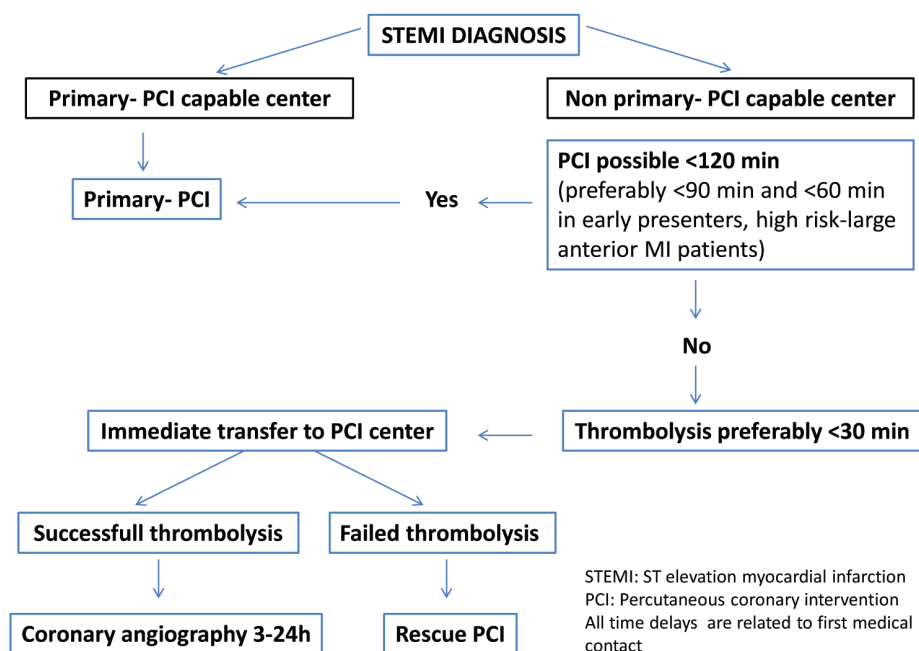 STEMI DIAGNOSIS
Primary- PCI capable center
Non primary- PCI capable center
PCI possible <120 min
(preferably <90 min and <60 min
in early presenters, high risk-large
anterior MI patients)
Primary- PCI
Yes
No
Immediate transfer to PCI center
Thrombolysis preferably <30 min
Successfull thrombolysis
Failed thrombolysis
Coronary angiography 3-24h
Rescue PCI
STEMI: ST elevation myocardial infarction
PCI: Percutaneous coronary intervention
All time delays are related to first medical
contact